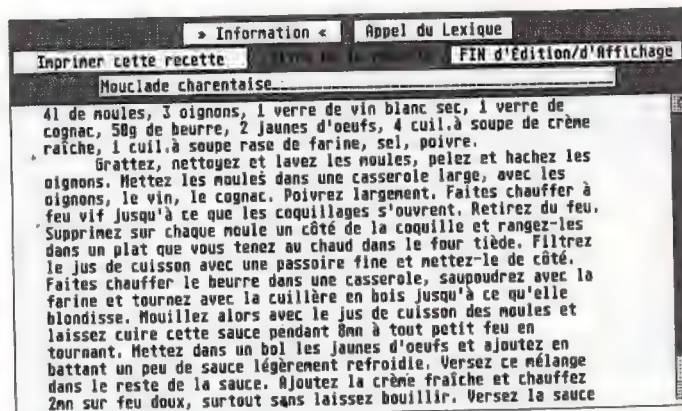 » Information « Appel du Lexique
Imprimer cette recette FIN d'Édition/d'Affichage
Mouclade charentaise
4l de moules, 3 oignons, 1 verre de vin blanc sec, 1 verre de
cognac, 50g de beurre, 2 jaunes d'oeufs, 4 cuil.à soupe de crème
raîche, 1 cuil.à soupe rase de farine, sel, poivre.
Grattez, nettoyez et lavez les moules, pelez et hachez les
oignons. Mettez les moules dans une casserole large, avec les
oignons, le vin, le cognac. Poivrez largement. Faites chauffer à
feu vif jusqu'à ce que les coquillages s'ouvrent. Retirez du feu.
Supprimez sur chaque moule un côté de la coquille et rangez-les
dans un plat que vous tenez au chaud dans le four tiède. Filtrez
le jus de cuisson avec une passoire fine et mettez-le de côté.
Faites chauffer le beurre dans une casserole, saupoudrez avec la
farine et tournez avec la cuillère en bois jusqu'à ce qu'elle
blondisse. Mouillez alors avec le jus de cuisson des moules et
laissez cuire cette sauce pendant 8mn à tout petit feu en
tournant. Mettez dans un bol les jaunes d'oeufs et ajoutez en
battant un peu de sauce légèrement refroidie. Versez ce mélange
dans le reste de la sauce. Ajoutez la crème fraîche et chauffez
2mn sur feu doux, surtout sans laissez bouillir. Versez la sauce